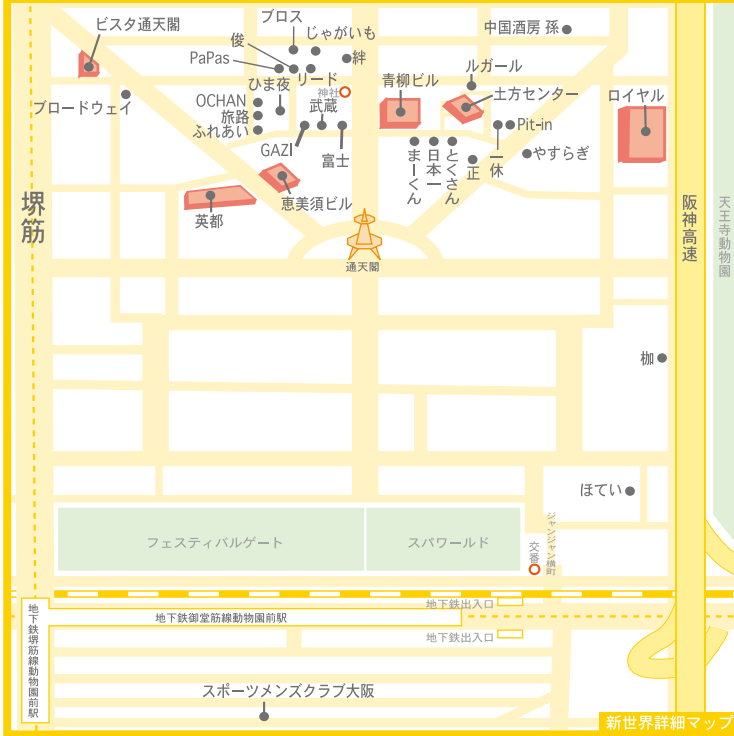 ブロス
ビスタ通天閣
じゃがいも
中国酒房 孫
俊
PaPas
絆
ルガール
リード
ひま夜
青柳ビル
神社
土方センター
ロイヤル
OCHAN
武蔵
ブロードウェイ
旅路
Pit-in
ふれあい
GAZI
富士
まーくん
日本一
とくさん
正
一休
やすらぎ
堺筋
恵美須ビル
英都
阪神高速
天王寺動物園
通天閣
枷
ほてい
フェスティバルゲート
スパワールド
交番
ジャンジャン横町
地下鉄出入口
地下鉄御堂筋線動物園前駅
地下鉄堺筋線動物園前駅
地下鉄出入口
スポーツメンズクラブ大阪
新世界詳細マップ